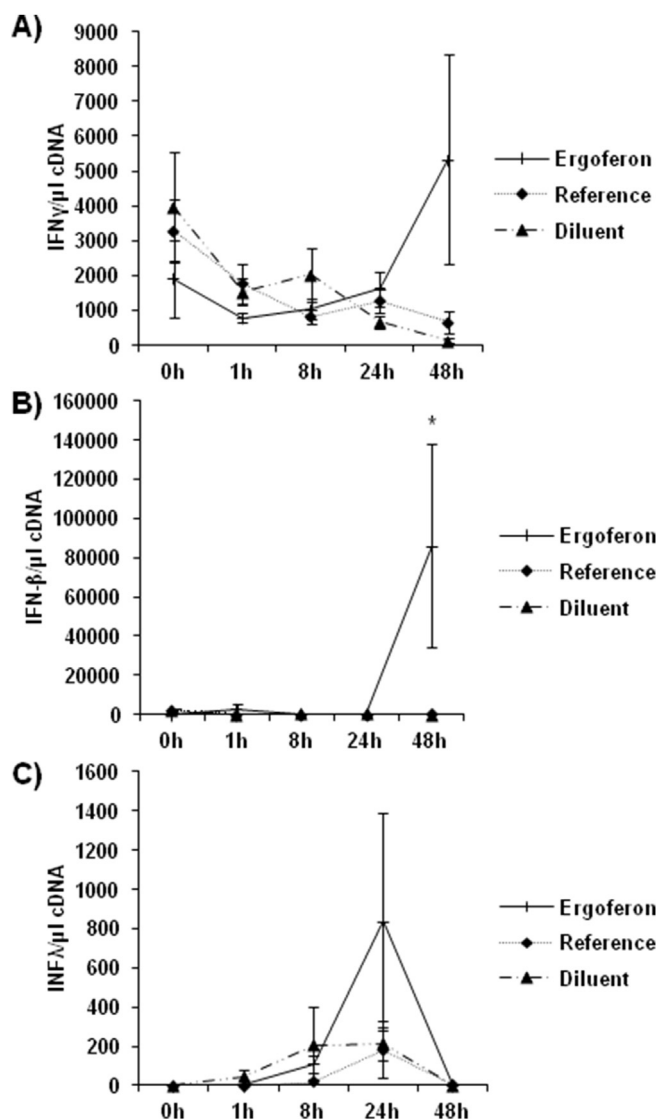 A)
IFNγ/µl cDNA
9000
8000
7000
6000
5000
4000
3000
2000
1000
0
0h 1h 8h 24h 48h
Ergoferon
Reference
Diluent
B)
IFN-β/µl cDNA
160000
140000
120000
100000
80000
60000
40000
20000
0
*
0h 1h 8h 24h 48h
Ergoferon
Reference
Diluent
C)
INFλ/µl cDNA
1600
1400
1200
1000
800
600
400
200
0
0h 1h 8h 24h 48h
Ergoferon
Reference
Diluent